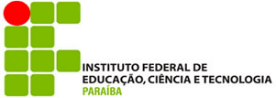 INSTITUTO FEDERAL DE
EDUCAÇÃO, CIÊNCIA E TECNOLOGIA
PARAÍBA